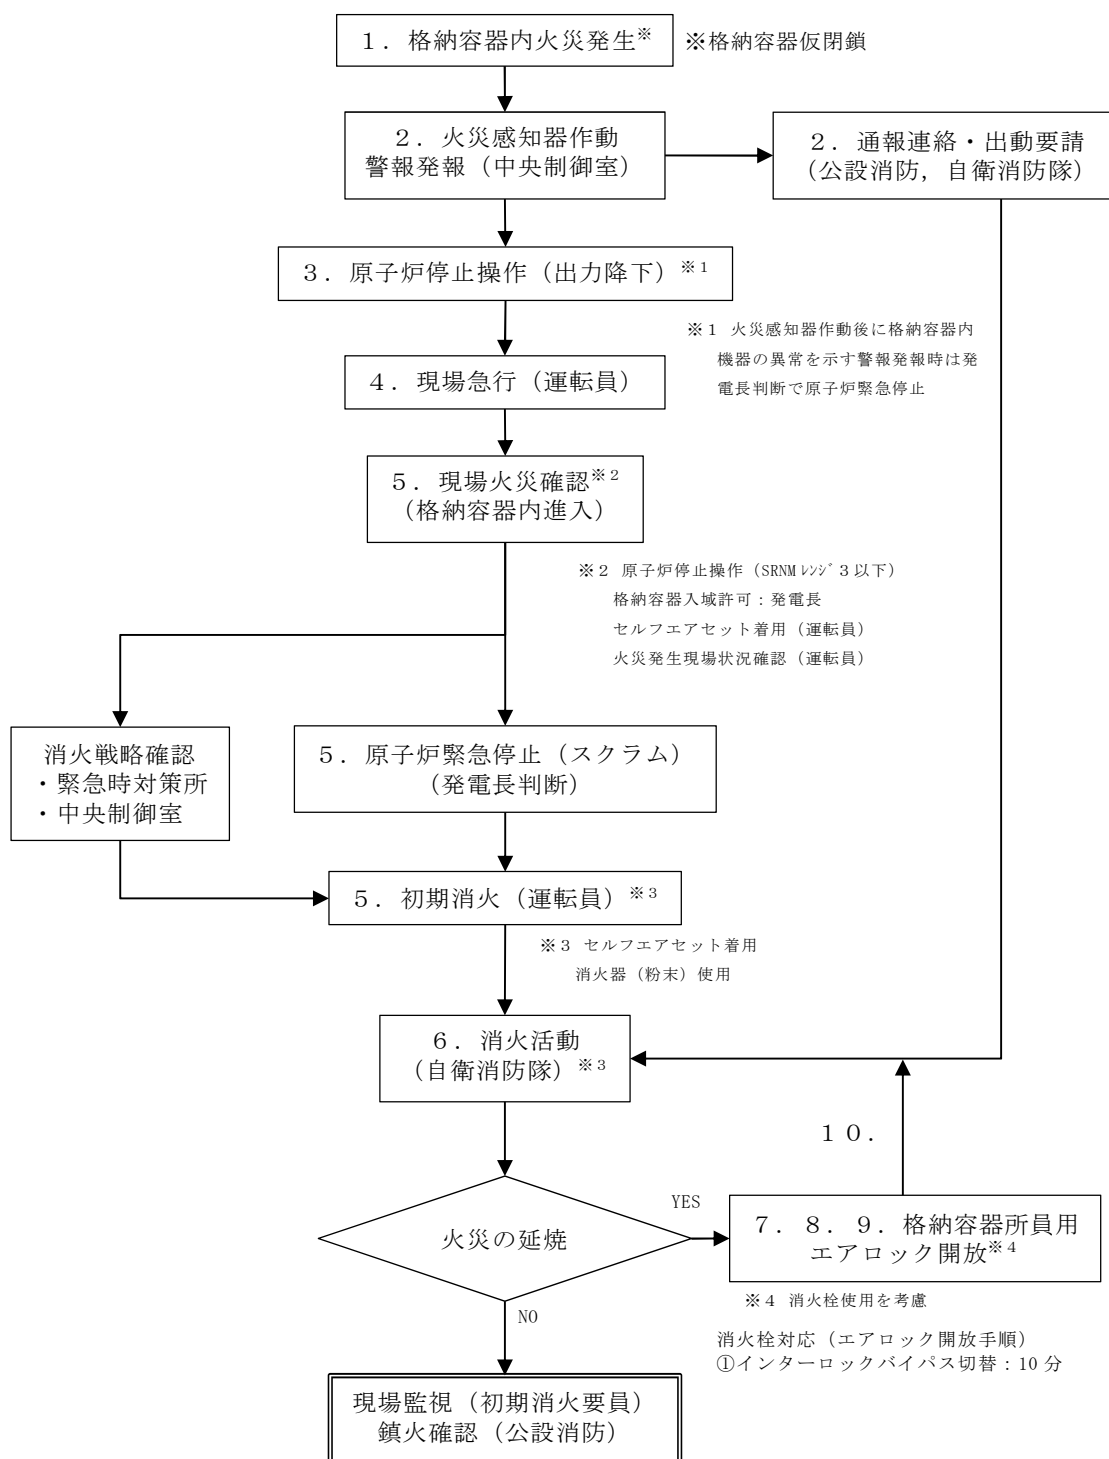 １．格納容器内火災発生※
※格納容器仮閉鎖
２．火災感知器作動
警報発報（中央制御室）
２．通報連絡・出動要請
（公設消防，自衛消防隊）
３．原子炉停止操作（出力降下）※１
※１ 火災感知器作動後に格納容器内
機器の異常を示す警報発報時は発
電長判断で原子炉緊急停止
４．現場急行（運転員）
５．現場火災確認※２
（格納容器内進入）
※２ 原子炉停止操作（SRNMﾚﾝｼﾞ３以下）
格納容器入域許可：発電長
セルフエアセット着用（運転員）
火災発生現場状況確認（運転員）
消火戦略確認
・緊急時対策所
・中央制御室
５．原子炉緊急停止（スクラム）
（発電長判断）
５．初期消火（運転員）※３
※３ セルフエアセット着用
消火器（粉末）使用
６．消火活動
（自衛消防隊）※３
１０．
火災の延焼
YES
７．８．９．格納容器所員用
エアロック開放※４
※４ 消火栓使用を考慮
消火栓対応（エアロック開放手順）
①インターロックバイパス切替：10 分
NO
現場監視（初期消火要員）
鎮火確認（公設消防）